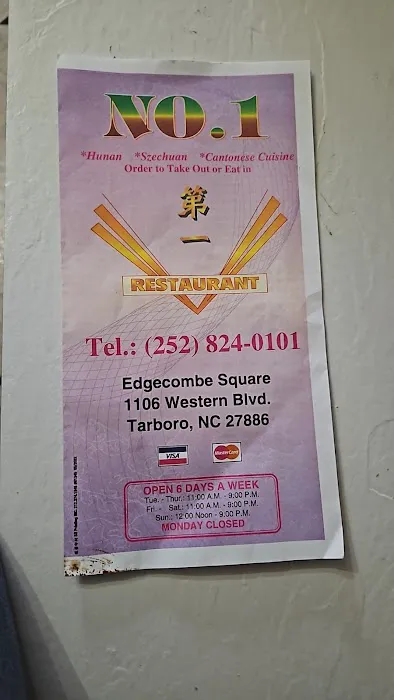 NO.1
*Hunan *Szechuan *Cantonese Cuisine
Order to Take Out or Eat in
第
一
RESTAURANT
Tel.: (252) 824-0101
Edgecombe Square
1106 Western Blvd.
Tarboro, NC 27886
VISA MasterCard
OPEN 6 DAYS A WEEK
Tue. - Thur.: 11:00 A.M. - 9:00 P.M.
Fri. - Sat.: 11:00 A.M. - 9:00 P.M.
Sun.: 12:00 Noon - 9:00 P.M.
MONDAY CLOSED